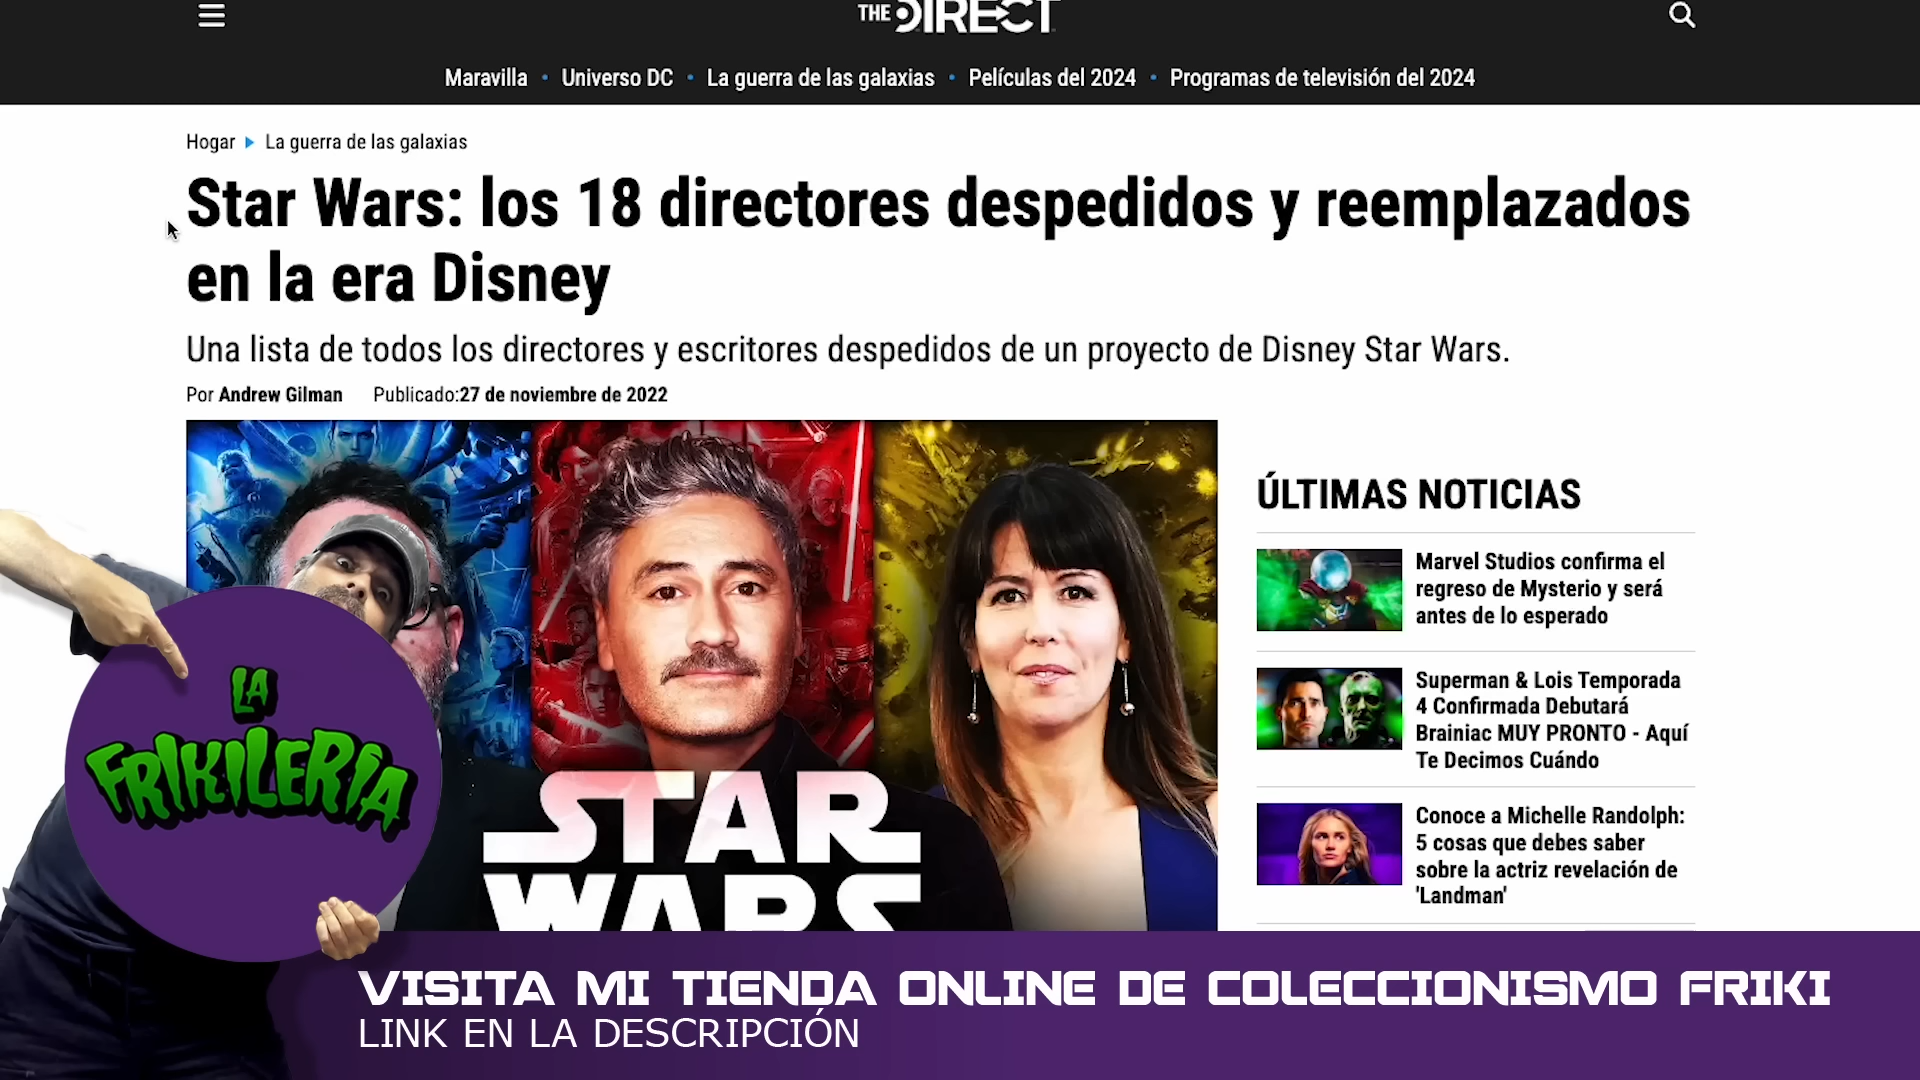 THE DIRECT
Maravilla • Universo DC • La guerra de las galaxias • Películas del 2024 • Programas de televisión del 2024
Hogar ▸ La guerra de las galaxias
Star Wars: los 18 directores despedidos y reemplazados
en la era Disney
Una lista de todos los directores y escritores despedidos de un proyecto de Disney Star Wars.
Por Andrew Gilman Publicado:27 de noviembre de 2022
STAR
WARS
ÚLTIMAS NOTICIAS
Marvel Studios confirma el
regreso de Mysterio y será
antes de lo esperado
Superman & Lois Temporada
4 Confirmada Debutará
Brainiac MUY PRONTO - Aquí
Te Decimos Cuándo
Conoce a Michelle Randolph:
5 cosas que debes saber
sobre la actriz revelación de
'Landman'
LA
FRIKILERIA
VISITA MI TIENDA ONLINE DE COLECCIONISMO FRIKI
LINK EN LA DESCRIPCIÓN